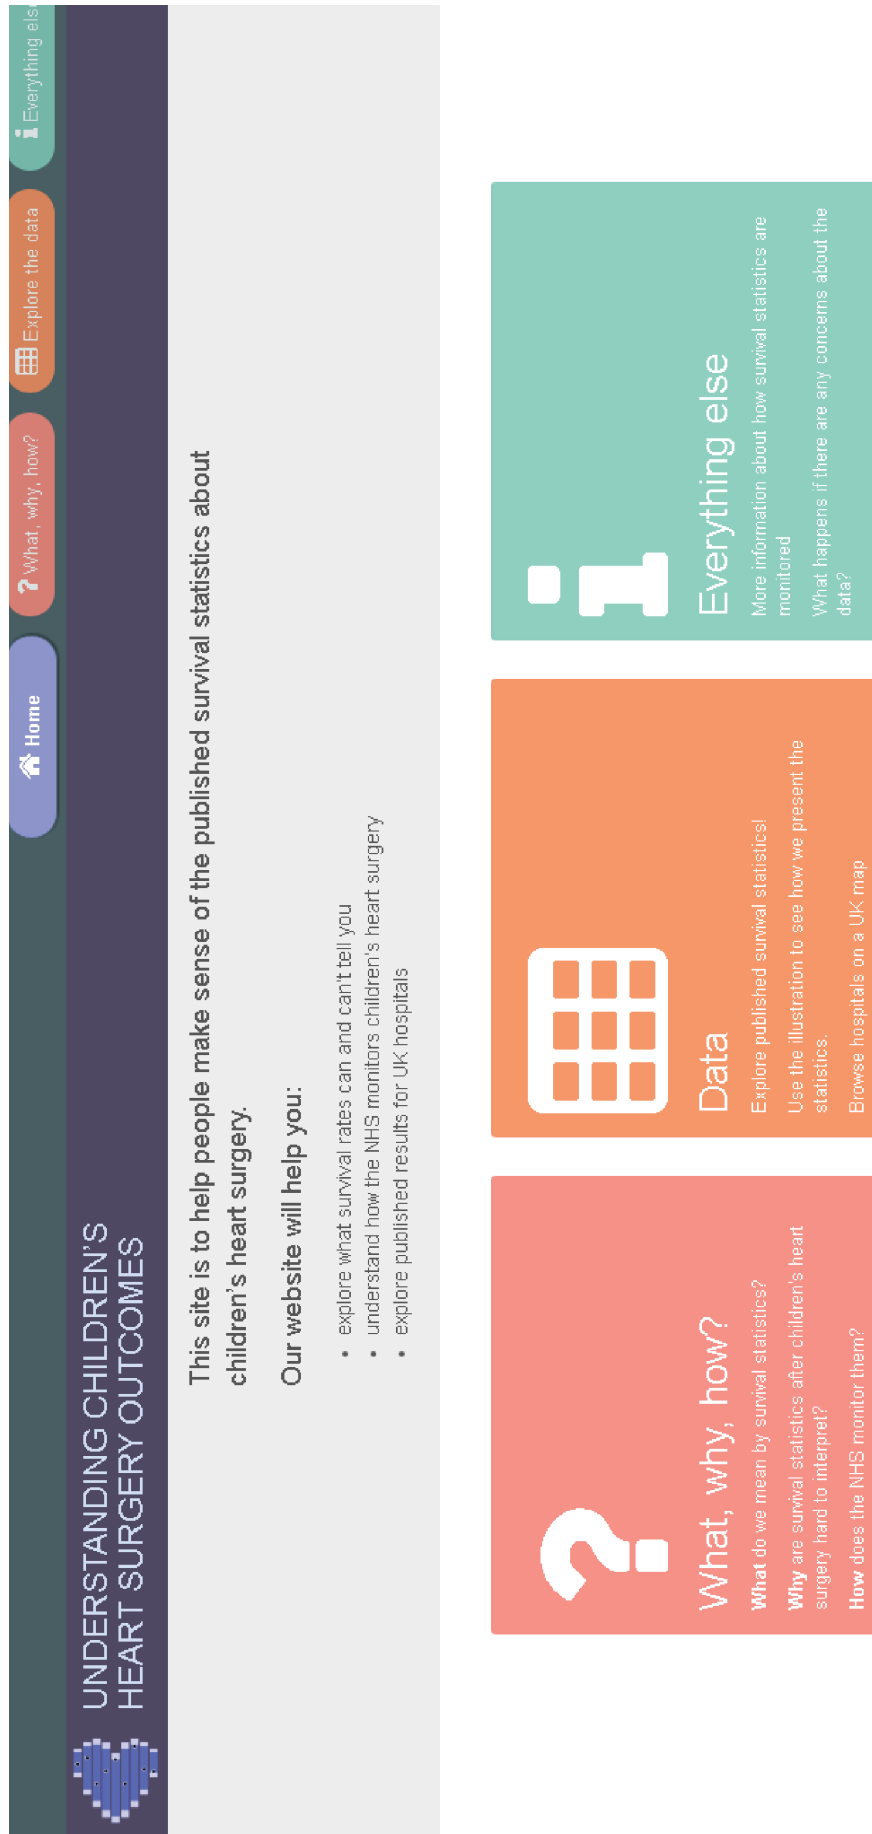 Home
? What, why, how?
Explore the data
i Everything
UNDERSTANDING CHILDREN'S
HEART SURGERY OUTCOMES
This site is to help people make sense of the published survival statistics about
children's heart surgery.
Our website will help you:
• explore what survival rates can and can't tell you
• understand how the NHS monitors children's heart surgery
• explore published results for UK hospitals
?
What, why, how?
What do we mean by survival statistics?
Why are survival statistics after children's heart
surgery hard to interpret?
How does the NHS monitor them?
Data
Explore published survival statistics!
Use the illustration to see how we present the
statistics.
Browse hospitals on a UK map
i
Everything else
More information about how survival statistics are
monitored
What happens if there are any concerns about the
data?